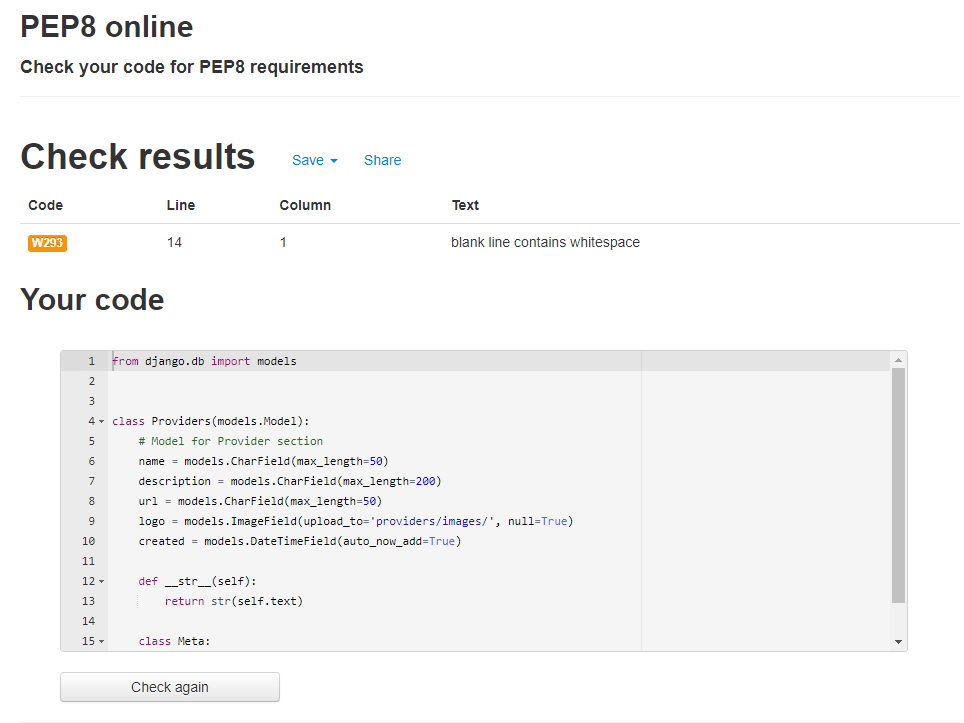 PEP8 online
Check your code for PEP8 requirements
Check results Save Share
Code Line Column Text
W293 14 1 blank line contains whitespace
Your code
1 from django.db import models
2
3
4 class Providers(models.Model):
5 # Model for Provider section
6 name = models.CharField(max_length=50)
7 description = models.CharField(max_length=200)
8 url = models.CharField(max_length=50)
9 logo = models.ImageField(upload_to='providers/images/', null=True)
10 created = models.DateTimeField(auto_now_add=True)
11
12 def __str__(self):
13 return str(self.text)
14
15 class Meta:
Check again